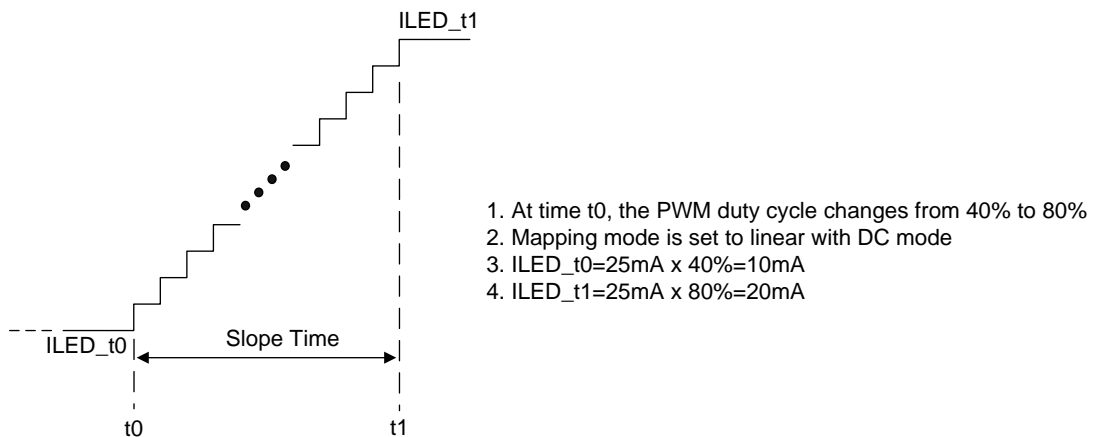 ILED_t1
1. At time t0, the PWM duty cycle changes from 40% to 80%
2. Mapping mode is set to linear with DC mode
3. ILED_t0=25mA x 40%=10mA
4. ILED_t1=25mA x 80%=20mA
ILED_t0
Slope Time
t0
t1